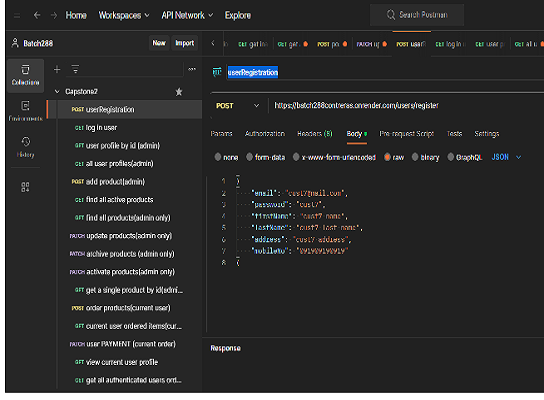 Home Workspaces API Network Explore Search Postman
Batch288 New Import
GET get GET get PO PATCH up POST userR GET log in GET user p GET all u
Collections
Environments
History
Capstone2
POST userRegistration
GET log in user
GET user profile by id (admin)
GET all user profiles(admin)
POST add product(admin)
GET find all active products
GET find all products(admin only)
PATCH update products(admin only)
PATCH archive products (admin only)
PATCH activate products(admin only)
GET get a single product by id(admi...
POST order products(current user)
GET current user ordered items(cur...
PATCH user PAYMENT (current order)
GET view current user profile
GET get all authenticated users ord...
HTTP userRegistration
POST https://batch288contreras.onrender.com/users/register
Params Authorization Headers (8) Body Pre-request Script Tests Settings
none form-data x-www-form-urlencoded raw binary GraphQL JSON
1 {
2 "email": "cust7@mail.com",
3 "password": "cust7",
4 "firstName": "cust7 name",
5 "lastName": "cust7 last name",
6 "address": "cust7 address",
7 "mobileNo": "091909190919"
8 }
Response